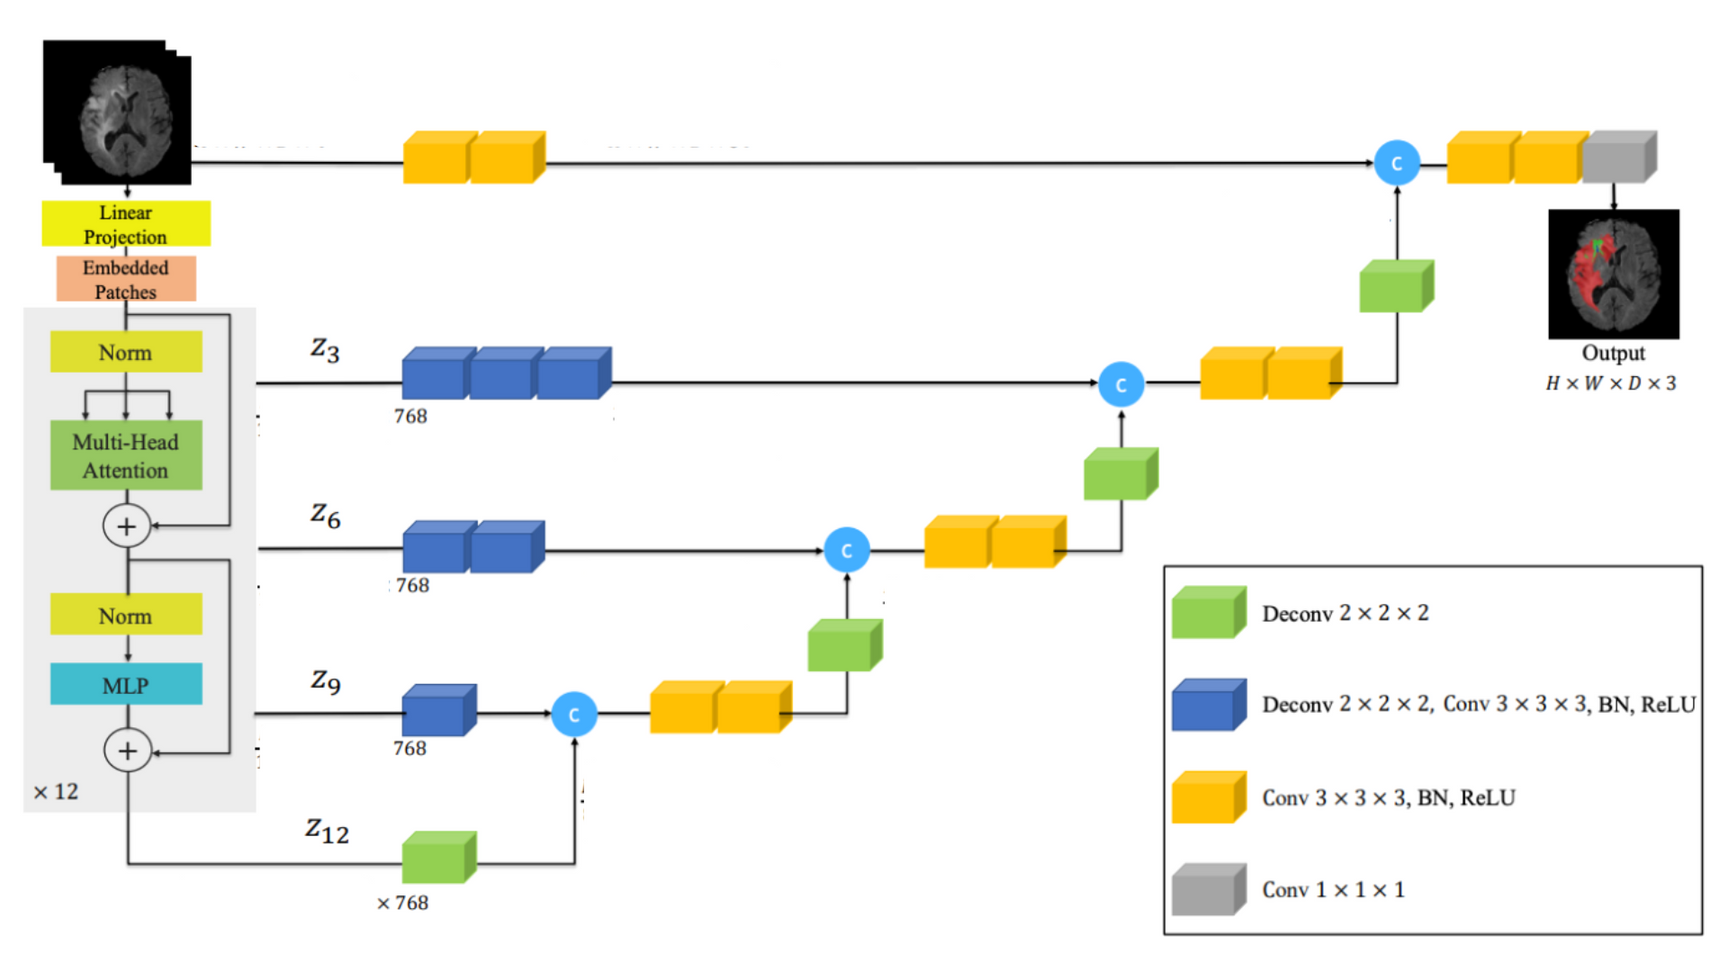 Linear
Projection
Embedded
Patches
Norm
Multi-Head
Attention
+
Norm
MLP
+
× 12
z₃
768
z₆
768
z₉
768
z₁₂
× 768
C
C
C
C
Output
H × W × D × 3
Deconv 2 × 2 × 2
Deconv 2 × 2 × 2, Conv 3 × 3 × 3, BN, ReLU
Conv 3 × 3 × 3, BN, ReLU
Conv 1 × 1 × 1